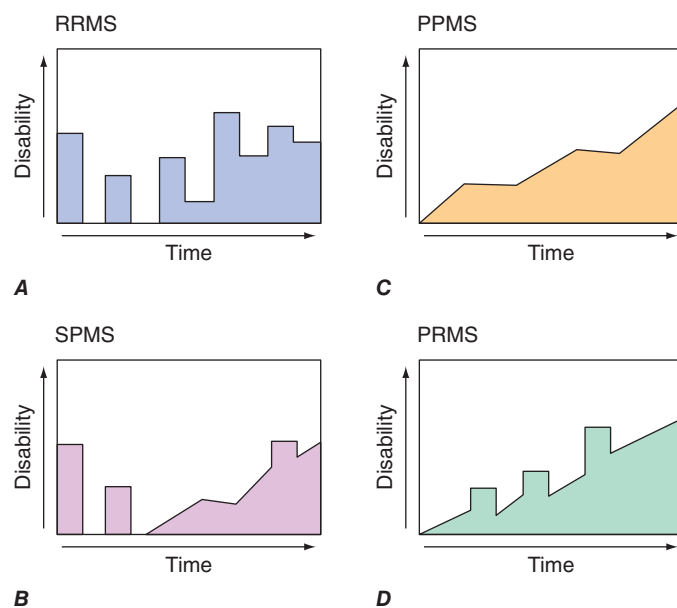 RRMS
Disability
Time
A
PPMS
Disability
Time
C
SPMS
Disability
Time
B
PRMS
Disability
Time
D